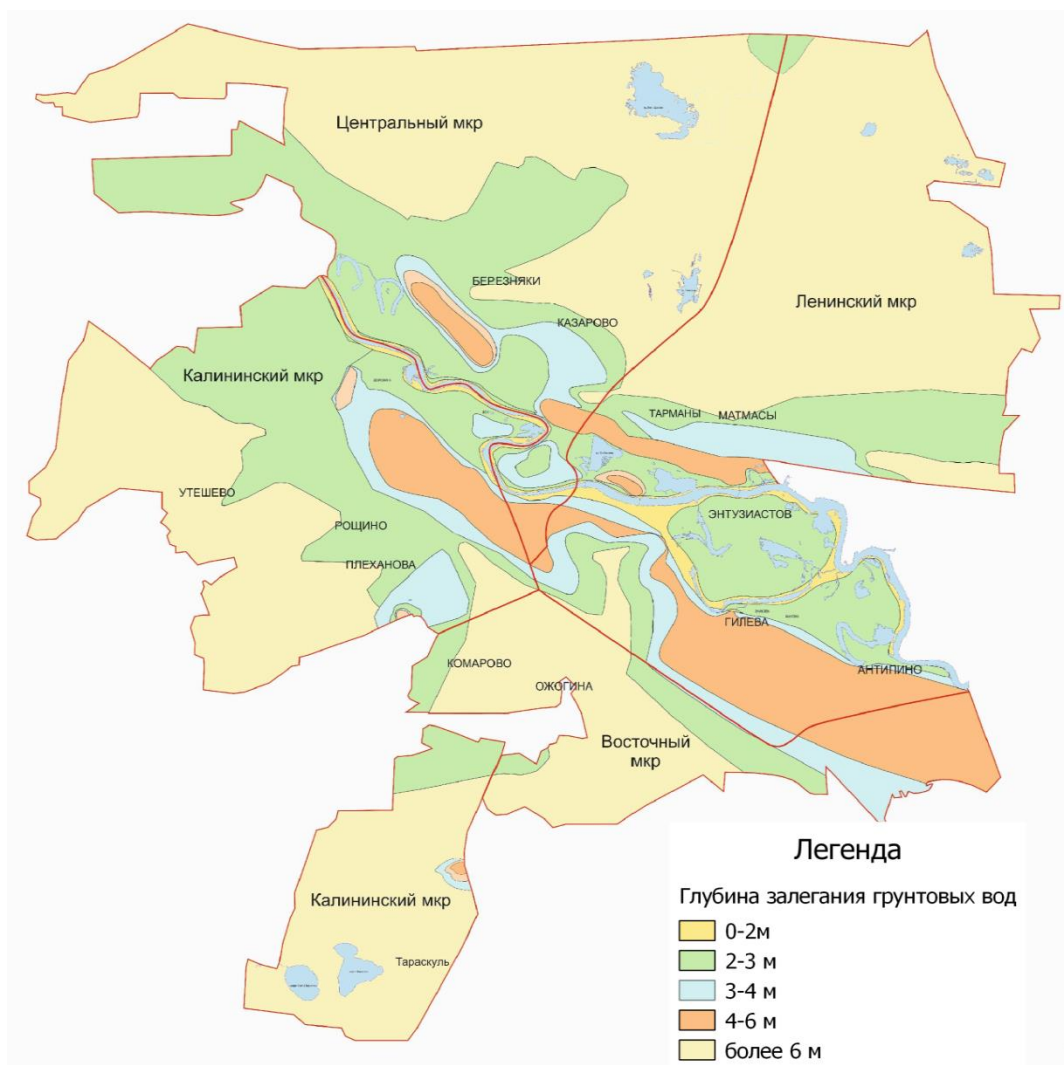 Центральный мкр
БЕРЕЗНЯКИ
КАЗАРОВО
Ленинский мкр
Калининский мкр
ТАРМАНЫ
МАТМАСЫ
УТЕШЕВО
РОЩИНО
ПЛЕХАНОВА
ЭНТУЗИАСТОВ
ГИЛЕВА
КОМАРОВО
ОЖОГИНА
АНТИПИНО
Восточный
мкр
Калининский мкр
Тараскуль
Легенда
Глубина залегания грунтовых вод
0-2м
2-3 м
3-4 м
4-6 м
более 6 м